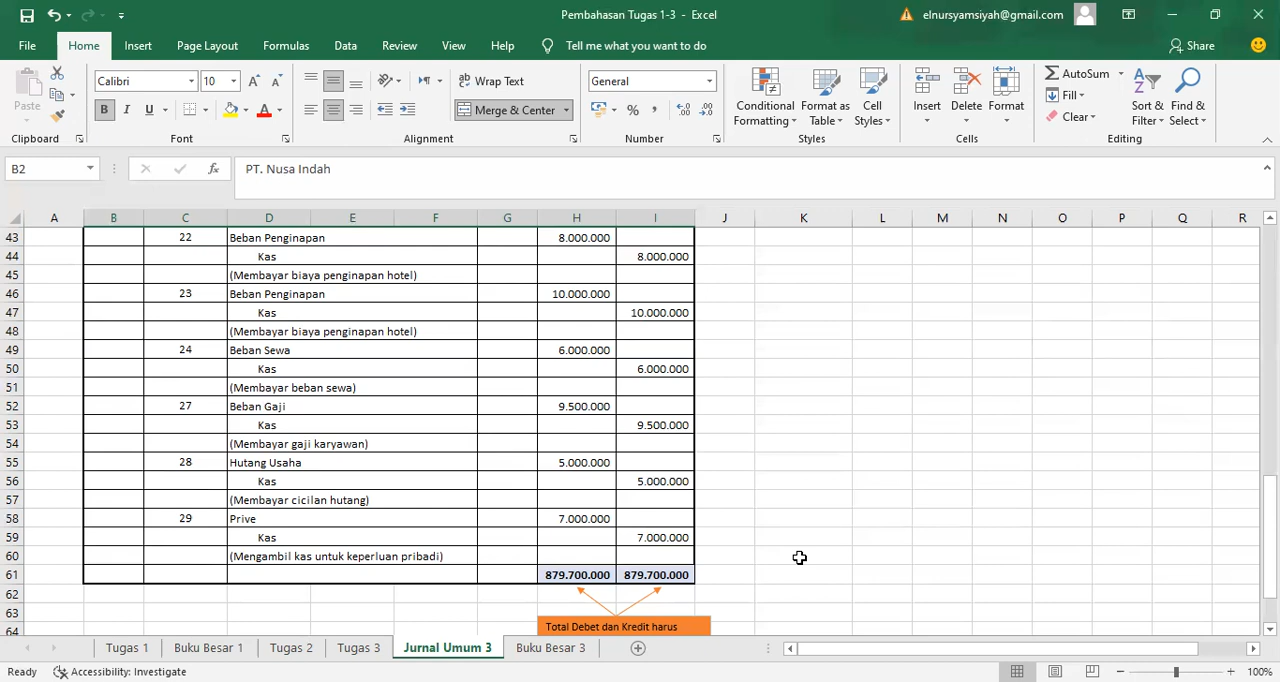 Pembahasan Tugas 1-3 - Excel
elnursyamsiyah@gmail.com
File Home Insert Page Layout Formulas Data Review View Help Tell me what you want to do Share
Paste Calibri 10 Wrap Text General Conditional Formatting Format as Table Cell Styles Insert Delete Format AutoSum Sort & Filter Find & Select
B I U A Merge & Center % , Fill
Clear
Clipboard Font Alignment Number Styles Cells Editing
B2 fx PT. Nusa Indah
A B C D E F G H I J K L M N O P Q R
43 22 Beban Penginapan 8.000.000
44 Kas 8.000.000
45 (Membayar biaya penginapan hotel)
46 23 Beban Penginapan 10.000.000
47 Kas 10.000.000
48 (Membayar biaya penginapan hotel)
49 24 Beban Sewa 6.000.000
50 Kas 6.000.000
51 (Membayar beban sewa)
52 27 Beban Gaji 9.500.000
53 Kas 9.500.000
54 (Membayar gaji karyawan)
55 28 Hutang Usaha 5.000.000
56 Kas 5.000.000
57 (Membayar cicilan hutang)
58 29 Prive 7.000.000
59 Kas 7.000.000
60 (Mengambil kas untuk keperluan pribadi)
61 879.700.000 879.700.000
62
63
64 Total Debet dan Kredit harus
Tugas 1 Buku Besar 1 Tugas 2 Tugas 3 Jurnal Umum 3 Buku Besar 3
Ready Accessibility: Investigate 100%